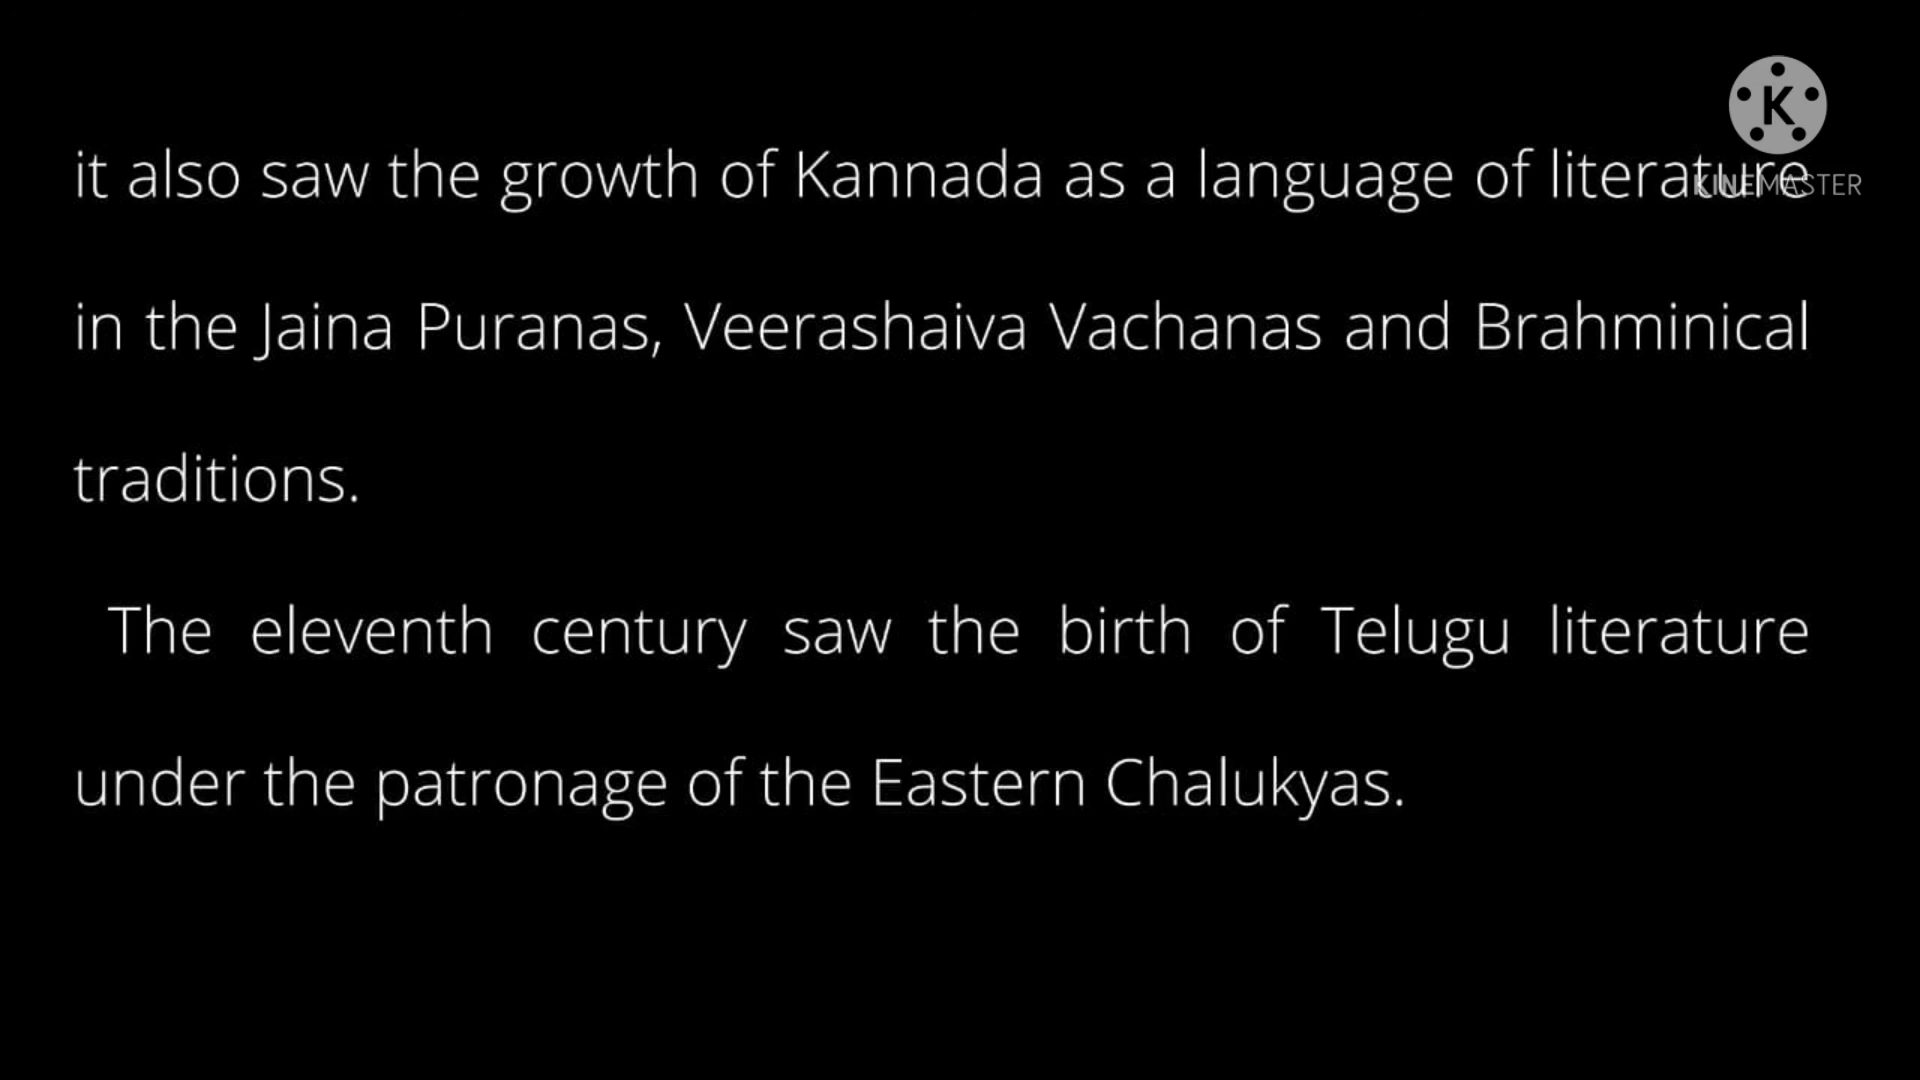 K
KINEMASTER
it also saw the growth of Kannada as a language of literature
in the Jaina Puranas, Veerashaiva Vachanas and Brahminical
traditions.
The eleventh century saw the birth of Telugu literature
under the patronage of the Eastern Chalukyas.